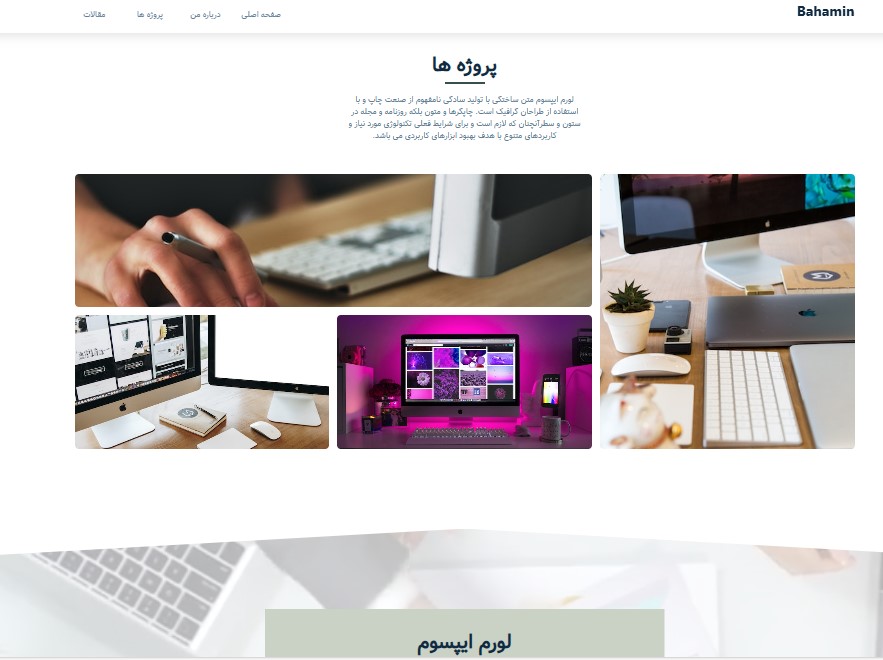 Bahamin
صفحه اصلی
درباره من
پروژه ها
مقالات
پروژه ها
لورم ایپسوم متن ساختگی با تولید سادگی نامفهوم از صنعت چاپ و با
استفاده از طراحان گرافیک است. چاپگرها و متون بلکه روزنامه و مجله در
ستون و سطرآنچنان که لازم است و برای شرایط فعلی تکنولوژی مورد نیاز و
کاربردهای متنوع با هدف بهبود ابزارهای کاربردی می باشد.
لورم ایپسوم